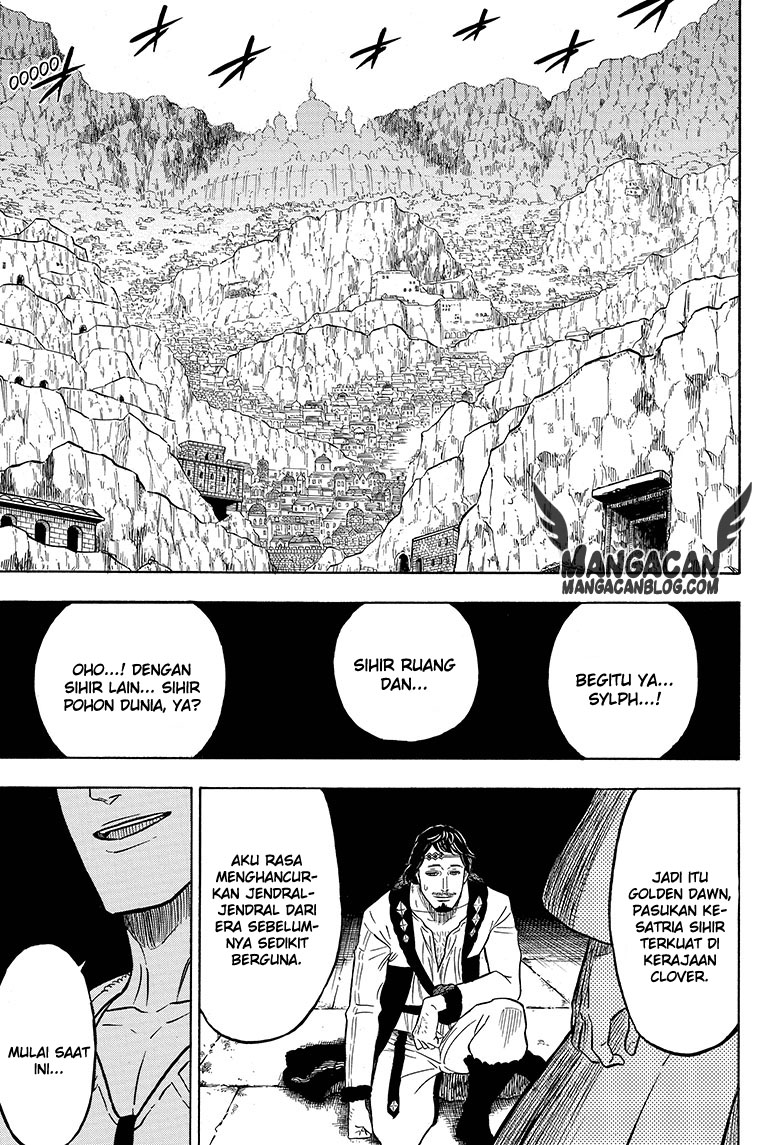 OOOOO
MANGACAN
MANGACANBLOG.COM
BEGITU YA...
SYLPH...!
SIHIR RUANG
DAN...
OHO...! DENGAN
SIHIR LAIN... SIHIR
POHON DUNIA, YA?
JADI ITU
GOLDEN DAWN,
PASUKAN KE-
SATRIA SIHIR
TERKUAT DI
KERAJAAN
CLOVER.
AKU RASA
MENGHANCUR-
KAN JENDRAL-
JENDRAL DARI
ERA SEBELUM-
NYA SEDIKIT
BERGUNA.
MULAI SAAT
INI...